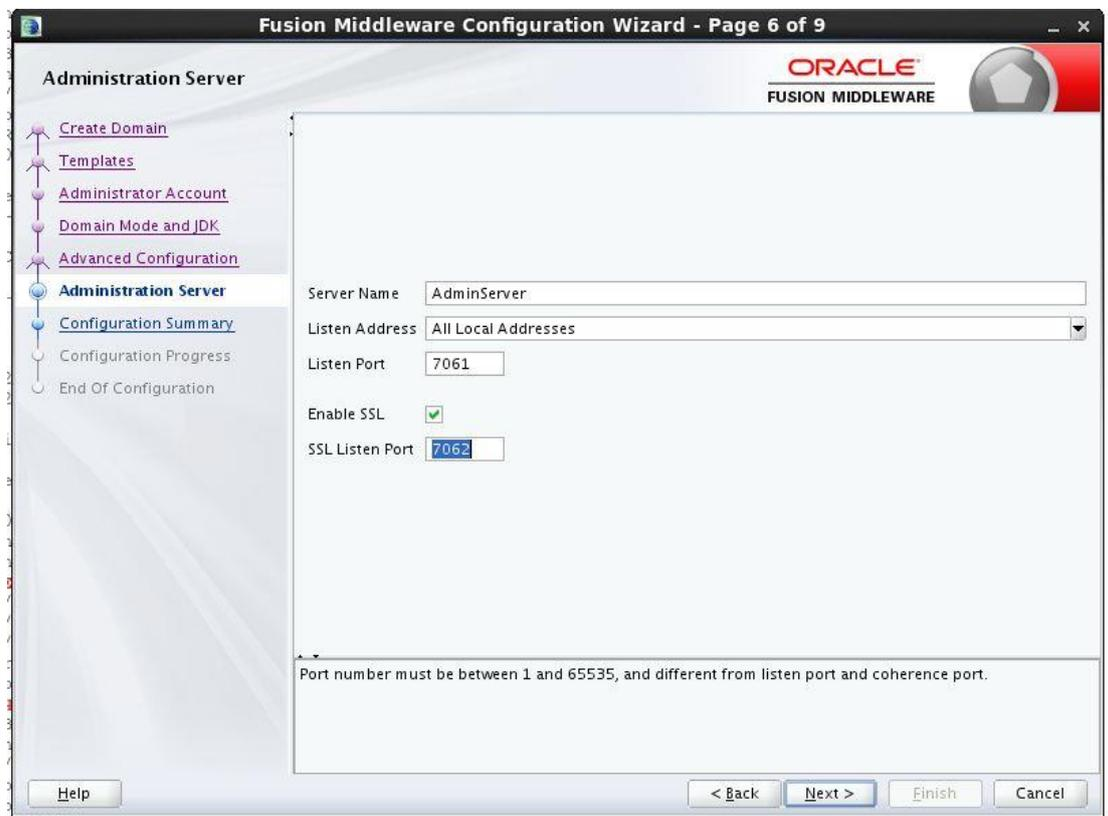 Fusion Middleware Configuration Wizard - Page 6 of 9
Administration Server
ORACLE
FUSION MIDDLEWARE
Create Domain
Templates
Administrator Account
Domain Mode and JDK
Advanced Configuration
Administration Server
Configuration Summary
Configuration Progress
End Of Configuration
Server Name AdminServer
Listen Address All Local Addresses
Listen Port 7061
Enable SSL
SSL Listen Port 7062
Port number must be between 1 and 65535, and different from listen port and coherence port.
Help
< Back Next > Finish Cancel